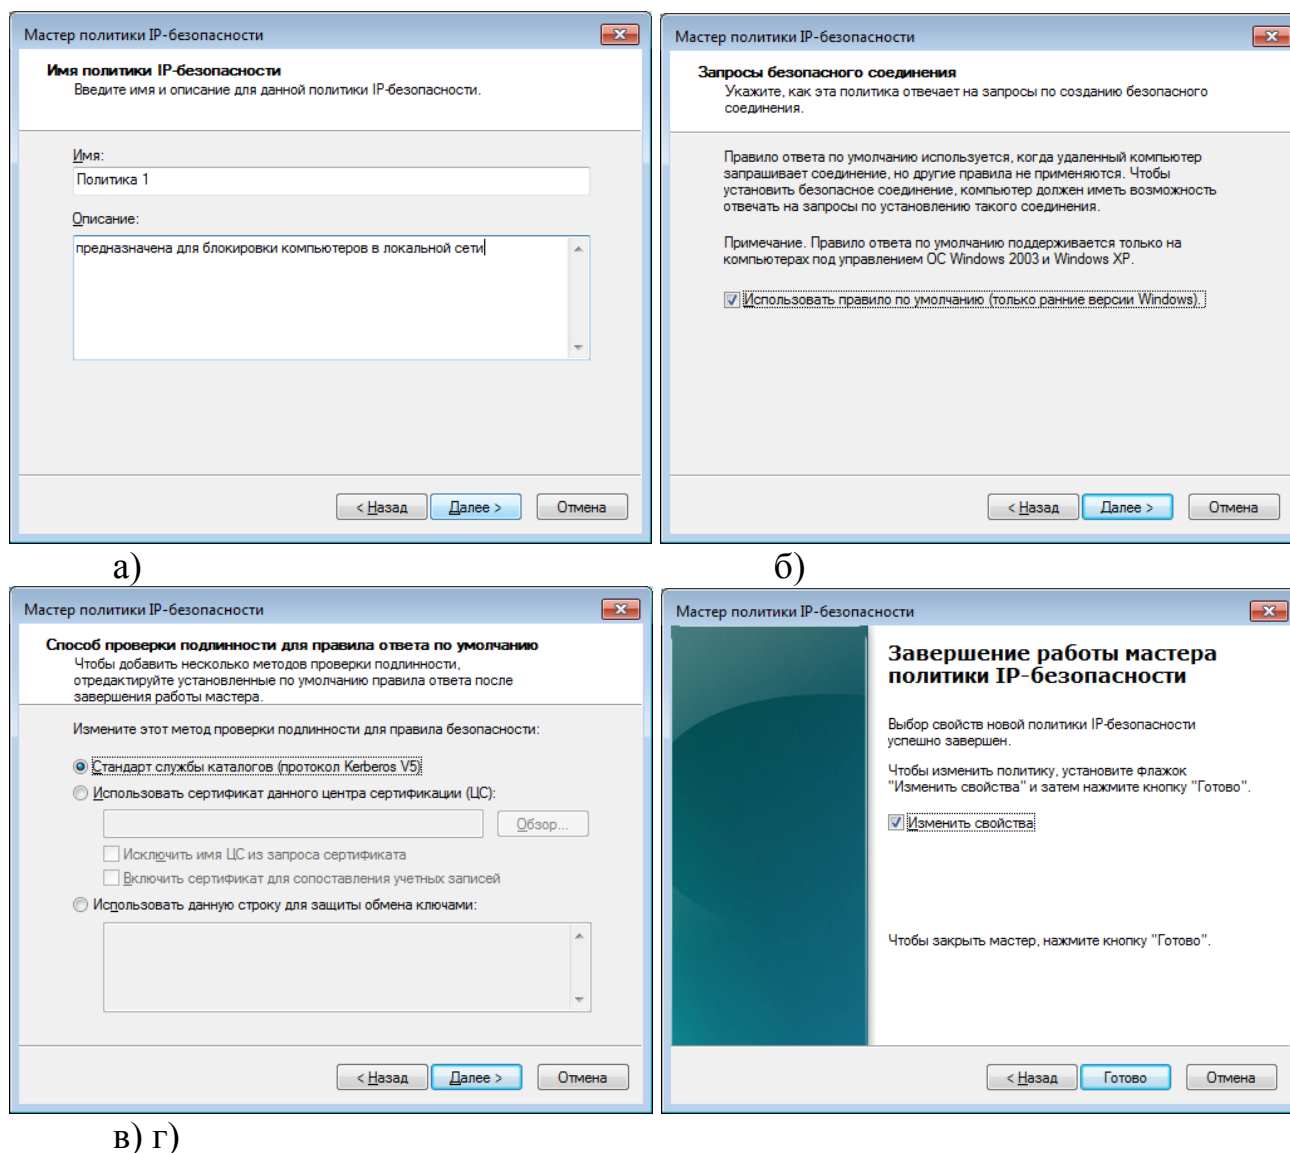 Мастер политики IP-безопасности
Имя политики IP-безопасности
Введите имя и описание для данной политики IP-безопасности.
Имя:
Политика 1
Описание:
предназначена для блокировки компьютеров в локальной сети
< Назад
Далее >
Отмена
Мастер политики IP-безопасности
Запросы безопасного соединения
Укажите, как эта политика отвечает на запросы по созданию безопасного
соединения.
Правило ответа по умолчанию используется, когда удаленный компьютер
запрашивает соединение, но другие правила не применяются. Чтобы
установить безопасное соединение, компьютер должен иметь возможность
отвечать на запросы по установлению такого соединения.
Примечание. Правило ответа по умолчанию поддерживается только на
компьютерах под управлением ОС Windows 2003 и Windows XP.
Использовать правило по умолчанию (только ранние версии Windows).
< Назад
Далее >
Отмена
а)
б)
Мастер политики IP-безопасности
Способ проверки подлинности для правила ответа по умолчанию
Чтобы добавить несколько методов проверки подлинности,
отредактируйте установленные по умолчанию правила ответа после
завершения работы мастера.
Измените этот метод проверки подлинности для правила безопасности:
Стандарт службы каталогов (протокол Kerberos V5)
Использовать сертификат данного центра сертификации (ЦС):
Обзор...
Исключить имя ЦС из запроса сертификата
Включить сертификат для сопоставления учетных записей
Использовать данную строку для защиты обмена ключами:
< Назад
Далее >
Отмена
Мастер политики IP-безопасности
Завершение работы мастера
политики IP-безопасности
Выбор свойств новой политики IP-безопасности
успешно завершен.
Чтобы изменить политику, установите флажок
"Изменить свойства" и затем нажмите кнопку "Готово".
Изменить свойства
Чтобы закрыть мастер, нажмите кнопку "Готово".
< Назад
Готово
Отмена
в) г)